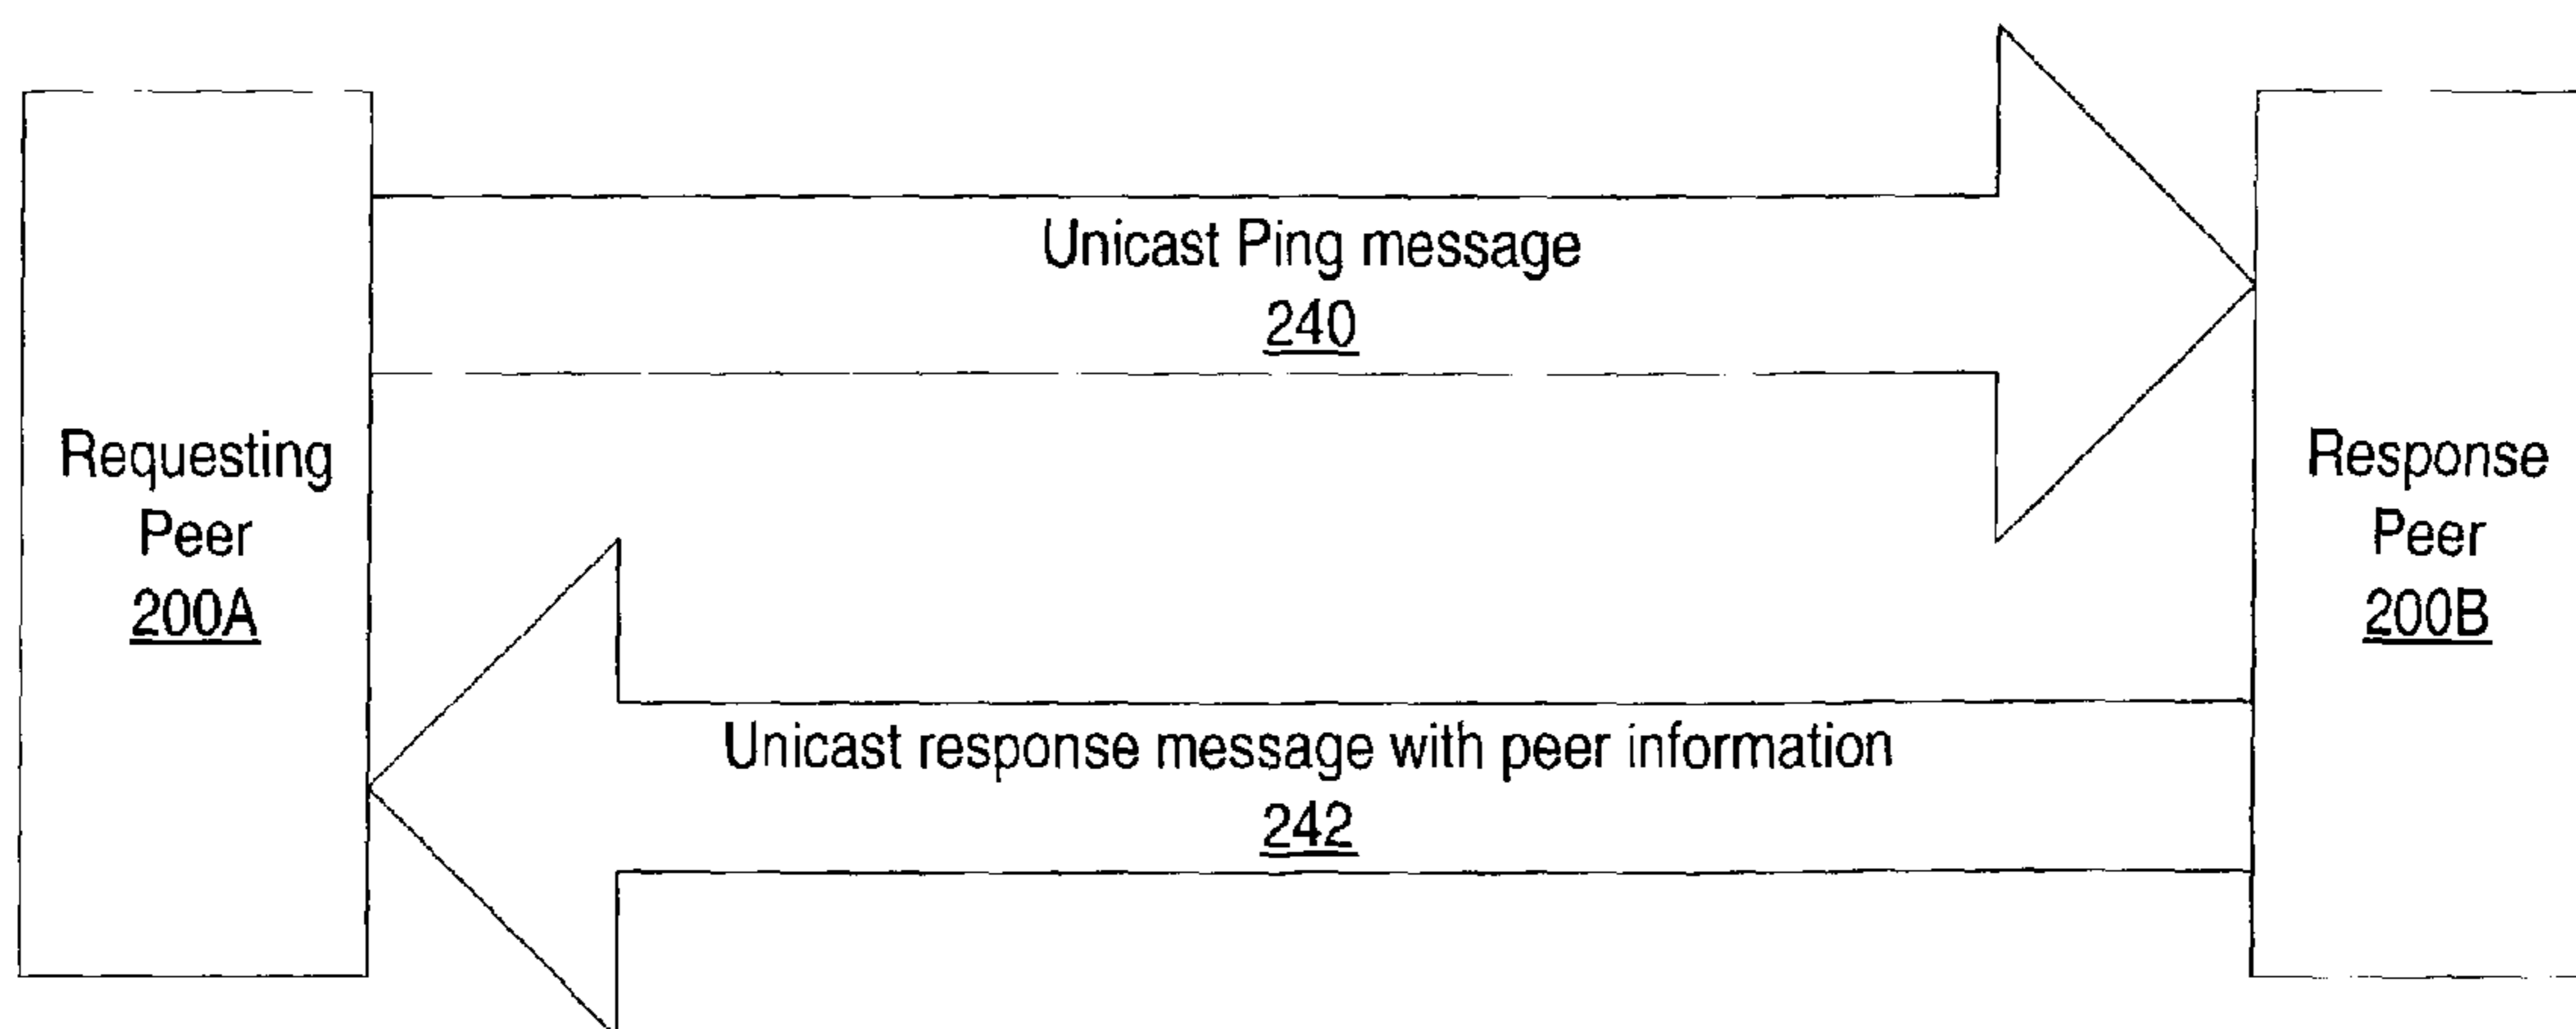 Unicast Ping message
240
Requesting
Peer
200A
Response
Peer
200B
Unicast response message with peer information
242